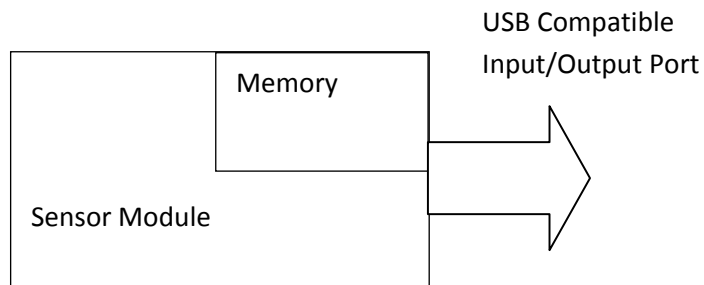 USB Compatible
Input/Output Port
Memory
Sensor Module